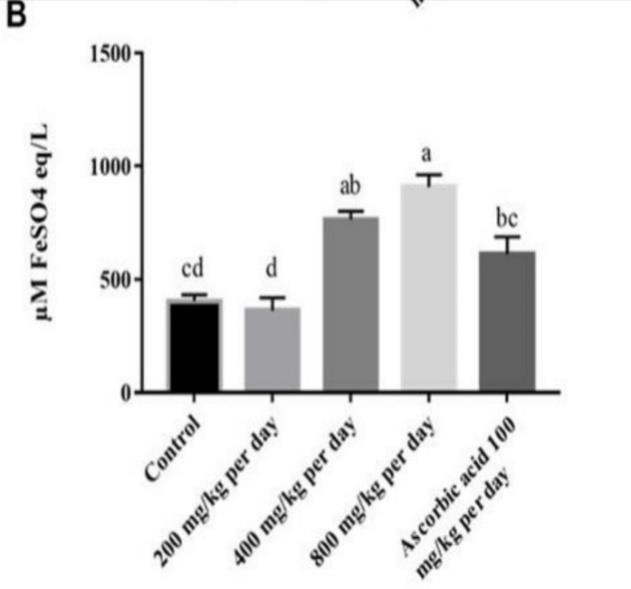 B
1500
1000
500
0
µM FeSO4 eq/L
cd
d
ab
a
bc
Control
200 mg/kg per day
400 mg/kg per day
800 mg/kg per day
Ascorbic acid 100
mg/kg per day